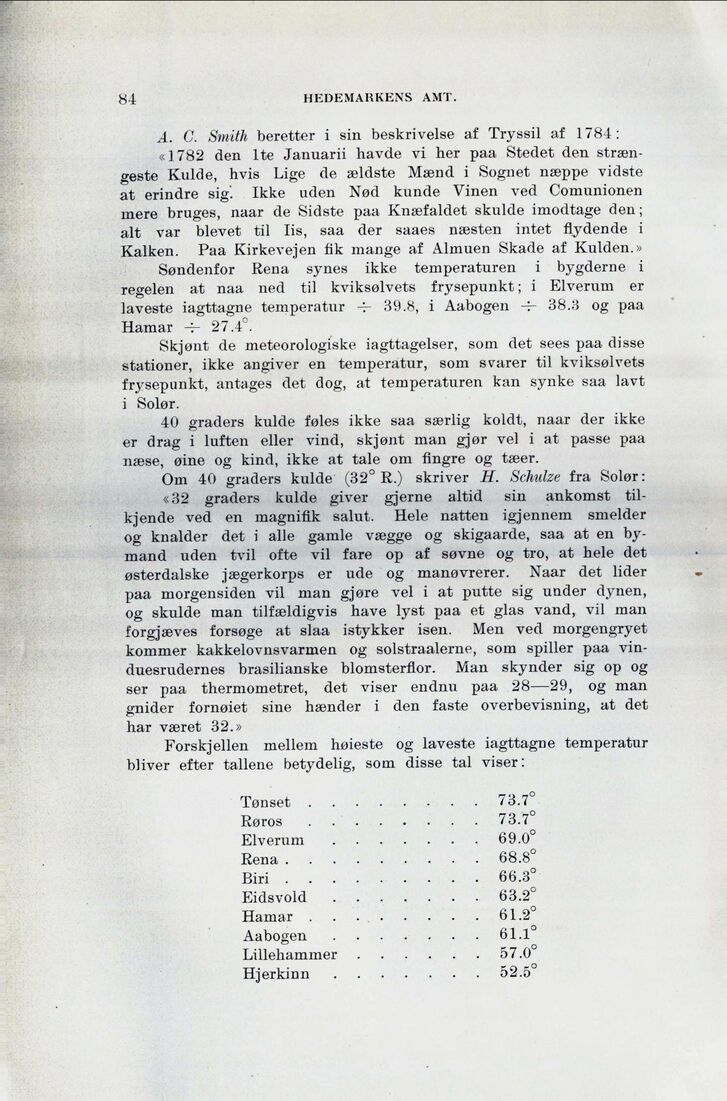 84 HEDEMARKENS AMT.
A. C. Smith beretter i sin beskrivelse af Tryssil af 1784:
«1782 den 1te Januarii havde vi her paa Stedet den stræn-
geste Kulde, hvis Lige de ældste Mænd i Sognet næppe vidste
at erindre sig. Ikke uden Nød kunde Vinen ved Comunionen
mere bruges, naar de Sidste paa Knæfaldet skulde imodtage den;
alt var blevet til Iis, saa der saaes næsten intet flydende i
Kalken. Paa Kirkevejen fik mange af Almuen Skade af Kulden.»
Søndenfor Rena synes ikke temperaturen i bygderne i
regelen at naa ned til kviksølvets frysepunkt; i Elverum er
laveste iagttagne temperatur ÷ 39.8, i Aabogen ÷ 38.3 og paa
Hamar ÷ 27.4°.
Skjønt de meteorologiske iagttagelser, som det sees paa disse
stationer, ikke angiver en temperatur, som svarer til kviksølvets
frysepunkt, antages det dog, at temperaturen kan synke saa lavt
i Solør.
40 graders kulde føles ikke saa særlig koldt, naar der ikke
er drag i luften eller vind, skjønt man gjør vel i at passe paa
næse, øine og kind, ikke at tale om fingre og tæer.
Om 40 graders kulde (32° R.) skriver H. Schulze fra Solør:
«32 graders kulde giver gjerne altid sin ankomst til-
kjende ved en magnifik salut. Hele natten igjennem smelder
og knalder det i alle gamle vægge og skigaarde, saa at en by-
mand uden tvil ofte vil fare op af søvne og tro, at hele det
østerdalske jægerkorps er ude og manøvrerer. Naar det lider
paa morgensiden vil man gjøre vel i at putte sig under dynen,
og skulde man tilfældigvis have lyst paa et glas vand, vil man
forgjæves forsøge at slaa istykker isen. Men ved morgengryet
kommer kakkelovnsvarmen og solstraalerne, som spiller paa vin-
duesrudernes brasilianske blomsterflor. Man skynder sig op og
ser paa thermometret, det viser endnu paa 28—29, og man
gnider fornøiet sine hænder i den faste overbevisning, at det
har været 32.»
Forskjellen mellem høieste og laveste iagttagne temperatur
bliver efter tallene betydelig, som disse tal viser:
Tønset . . . . . . . . 73.7°
Røros . . . . . . . . 73.7°
Elverum . . . . . . . 69.0°
Rena . . . . . . . . . 68.8°
Biri . . . . . . . . . 66.3°
Eidsvold . . . . . . . 63.2°
Hamar . . . . . . . . 61.2°
Aabogen . . . . . . . 61.1°
Lillehammer . . . . . . 57.0°
Hjerkinn . . . . . . . 52.5°